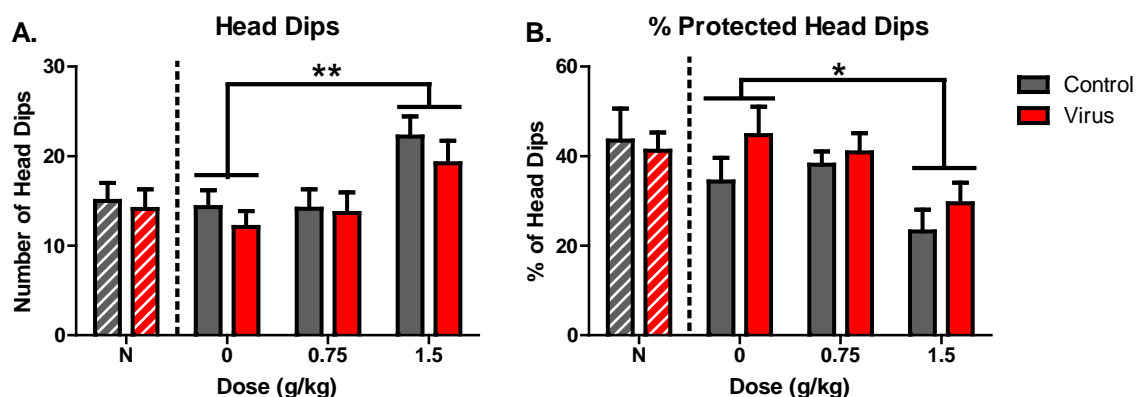 A.
Head Dips
Number of Head Dips
30
20
10
0
**
N
0
0.75
1.5
Dose (g/kg)
B.
% Protected Head Dips
% of Head Dips
60
40
20
0
*
N
0
0.75
1.5
Dose (g/kg)
Control
Virus